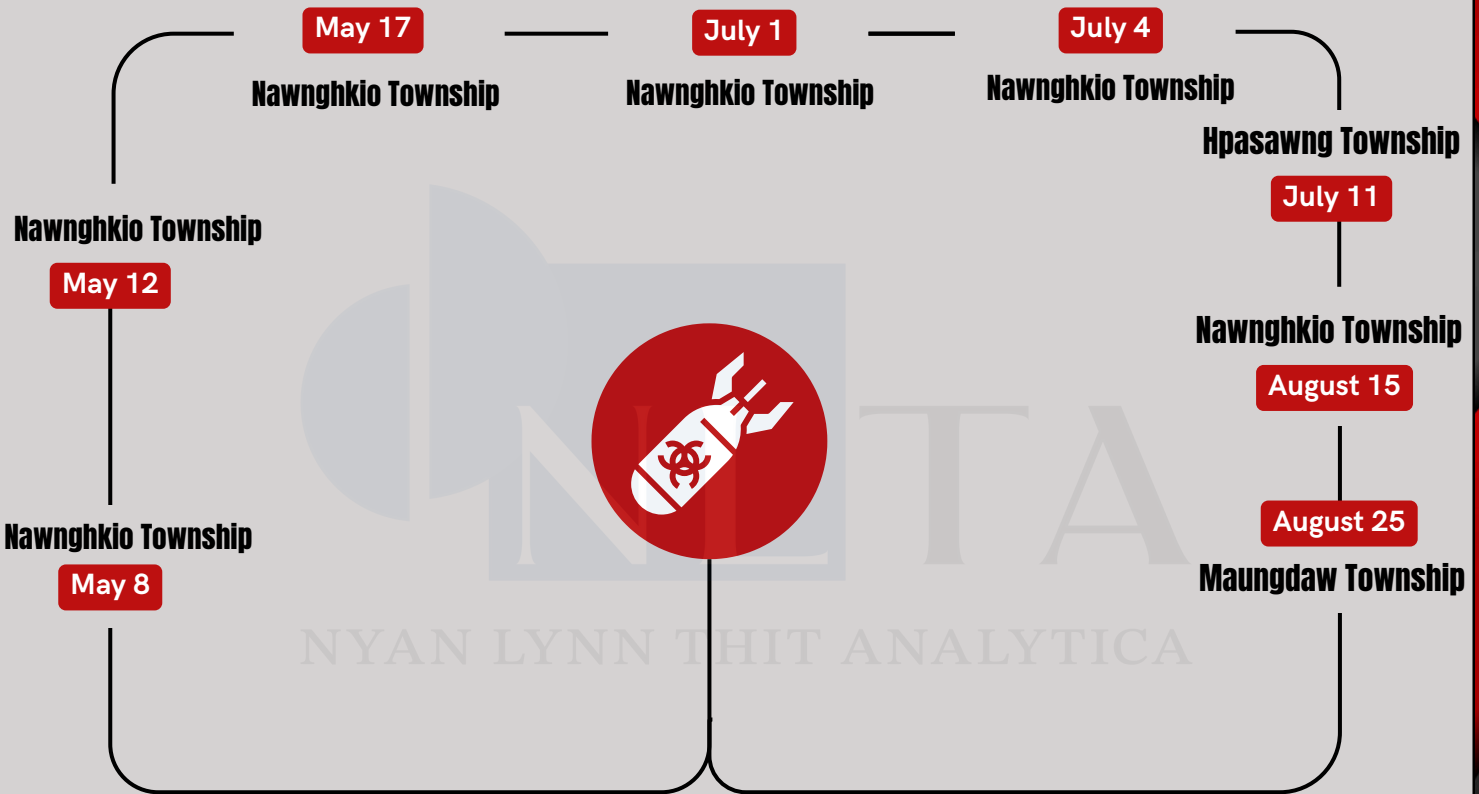 May 17
Nawnghkio Township
July 1
Nawnghkio Township
July 4
Nawnghkio Township
Hpasawng Township
July 11
Nawnghkio Township
May 12
Nawnghkio Township
August 15
Nawnghkio Township
May 8
August 25
Maungdaw Township
NLTA
NYAN LYNN THIT ANALYTICA